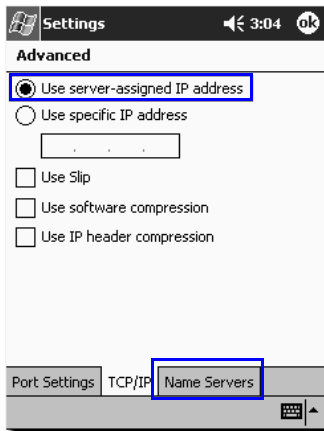 Settings 3:04 ok
Advanced
Use server-assigned IP address
Use specific IP address
. . .
Use Slip
Use software compression
Use IP header compression
Port Settings TCP/IP Name Servers